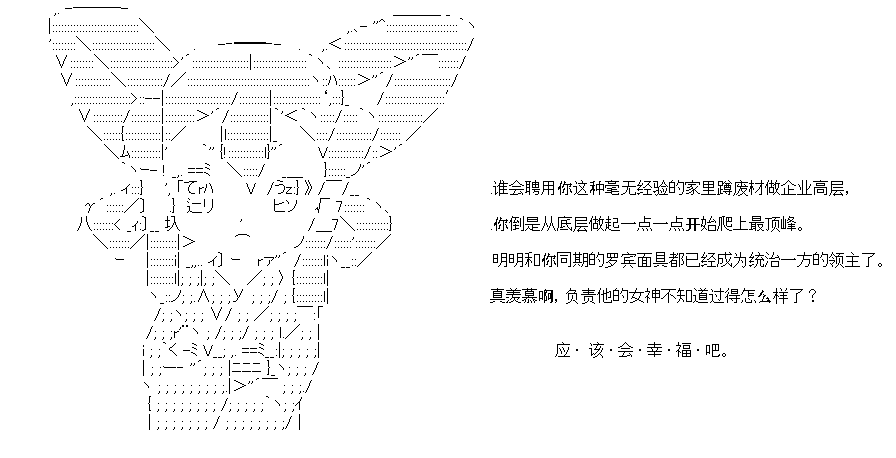 谁会聘用你这种毫无经验的家里蹲废材做企业高层，
你倒是从底层做起一点一点开始爬上最顶峰。
明明和你同期的罗宾面具都已经成为统治一方的领主了。
真羡慕啊，负责他的女神不知道过得怎么样了？
应·该·会·幸·福·吧。